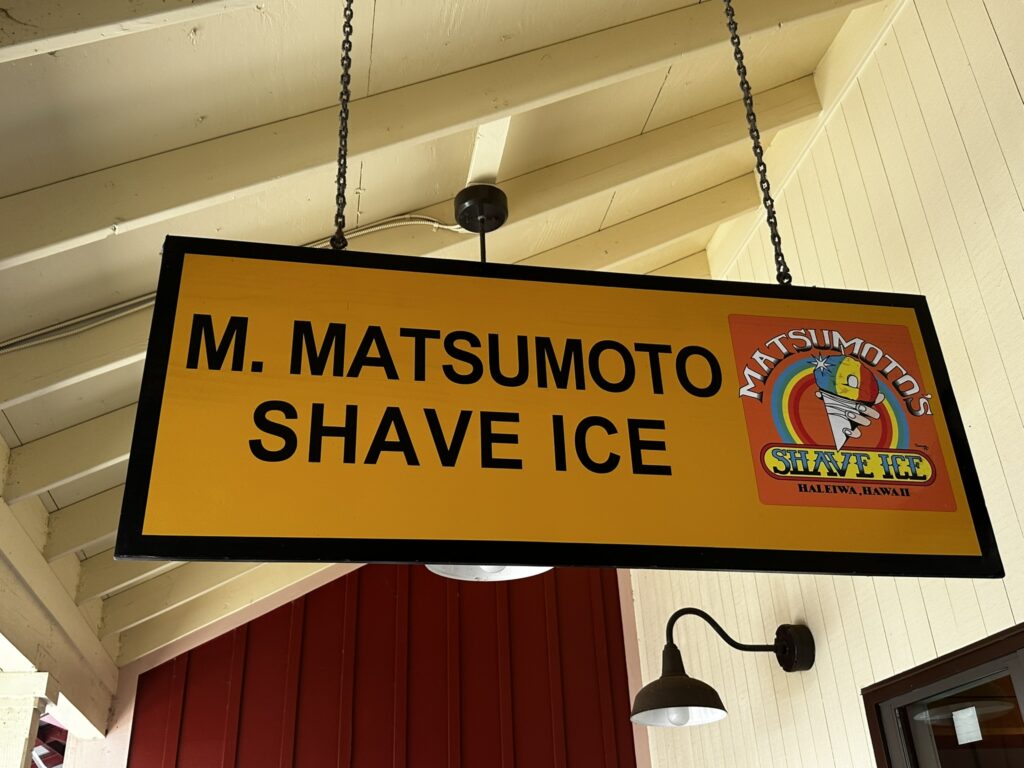 M. MATSUMOTO
SHAVE ICE
MATSUMOTO'S
SHAVE ICE
HALEIWA, HAWAII